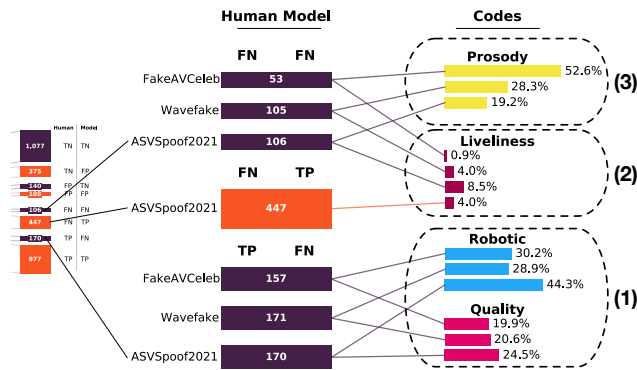 Human Model
Codes
FN FN
Prosody
FakeAVCeleb 53
52.6%
(3)
28.3%
Wavefake 105
19.2%
Human Model
ASVSpoof2021 106
Liveliness
1,077 TN TN
0.9%
375 TN FP
FN TP
4.0%
(2)
140 FP TN
8.5%
108 FP FP
4.0%
106 FN FN
ASVSpoof2021 447
447 FN TP
TP FN
Robotic
170 TP FN
30.2%
977 TP TP
FakeAVCeleb 157
28.9%
44.3%
(1)
Wavefake 171
Quality
19.9%
20.6%
ASVSpoof2021 170
24.5%